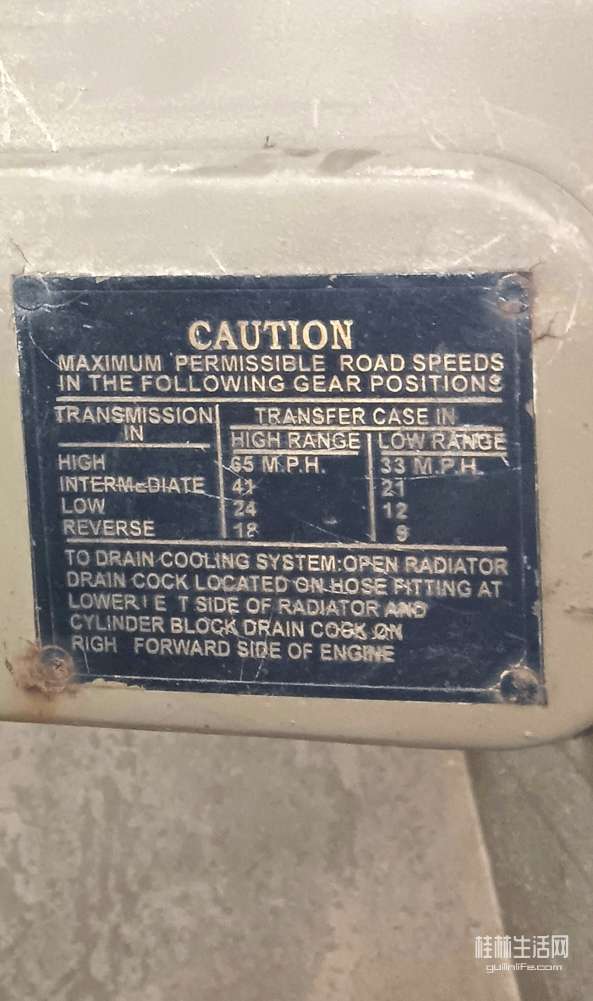 CAUTION
MAXIMUM PERMISSIBLE ROAD SPEEDS
IN THE FOLLOWING GEAR POSITIONS
TRANSMISSION IN TRANSFER CASE IN
HIGH RANGE LOW RANGE
HIGH 65 M.P.H. 33 M.P.H.
INTERMEDIATE 41 21
LOW 24 12
REVERSE 18 9
TO DRAIN COOLING SYSTEM:OPEN RADIATOR
DRAIN COCK LOCATED ON HOSE FITTING AT
LOWER SIDE OF RADIATOR AND
CYLINDER BLOCK DRAIN COCK ON
RIGH FORWARD SIDE OF ENGINE
桂林生活网
guilinlife.com